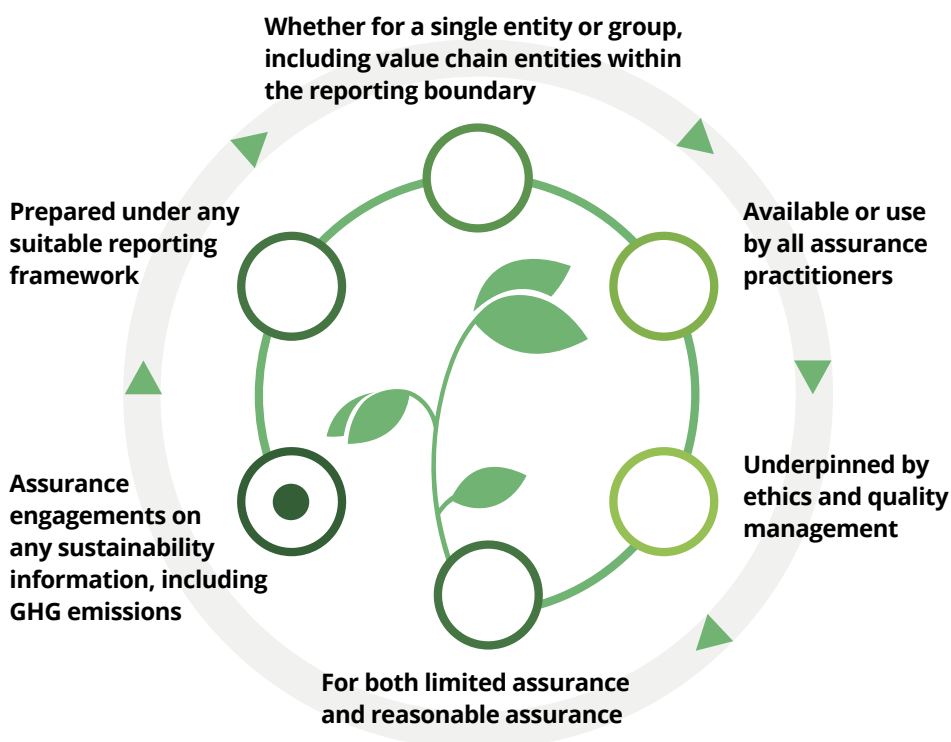 Whether for a single entity or group,
including value chain entities within
the reporting boundary
Prepared under any
suitable reporting
framework
Available or use
by all assurance
practitioners
Assurance
engagements on
any sustainability
information, including
GHG emissions
Underpinned by
ethics and quality
management
For both limited assurance
and reasonable assurance